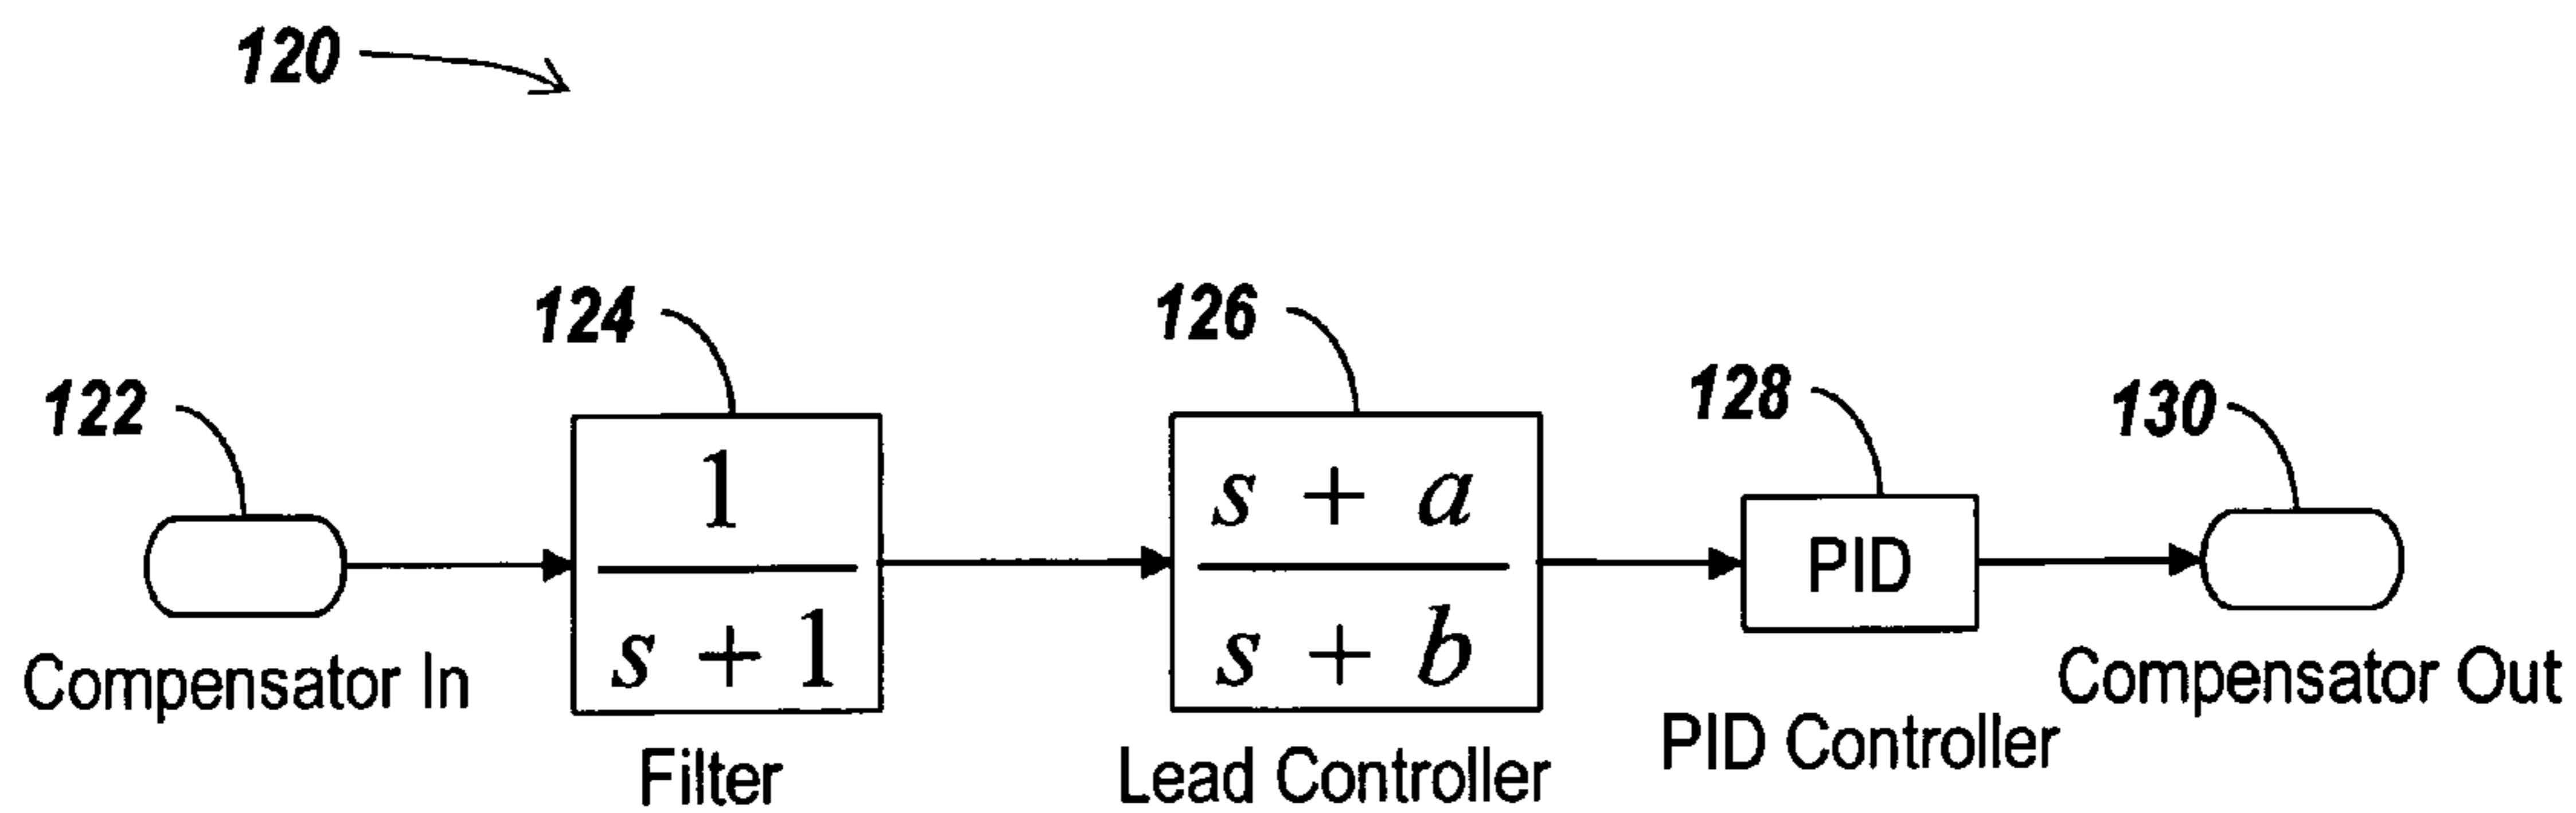 120
124
126
122
128
130
1
s + 1
s + a
s + b
PID
Compensator In
Filter
Lead Controller
PID Controller
Compensator Out